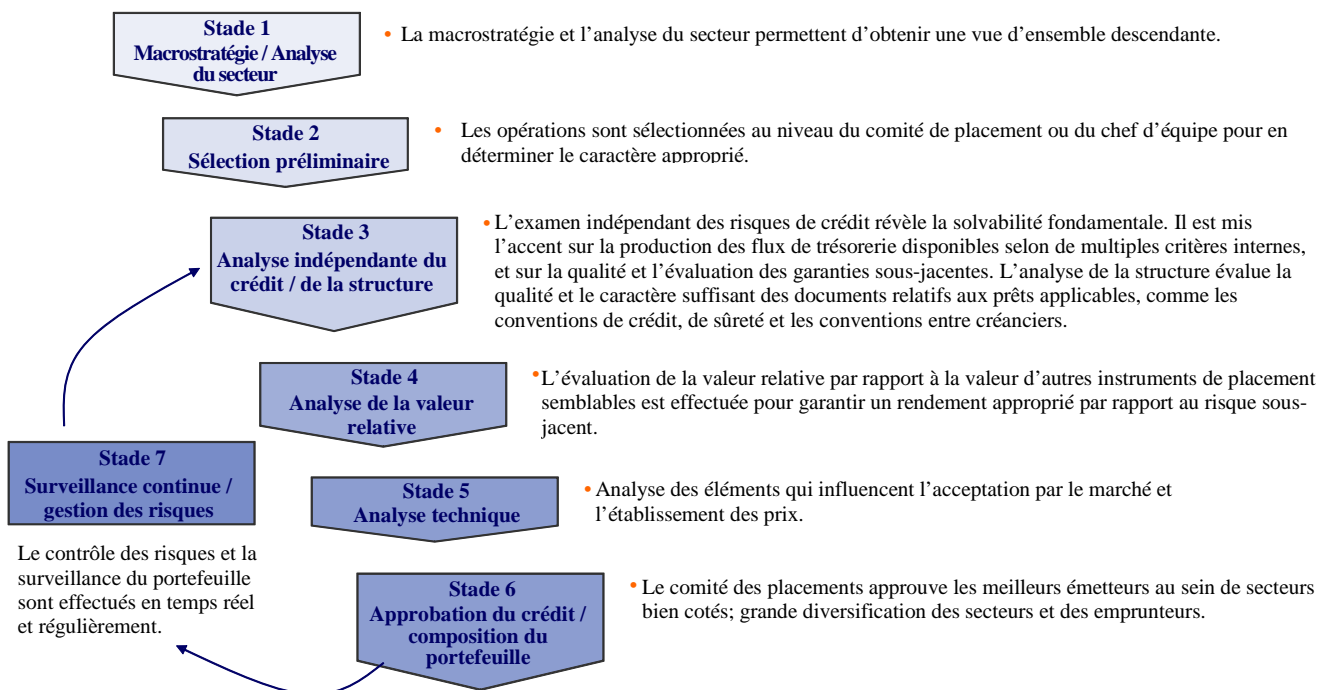 Stade 1
Macrostratégie / Analyse
du secteur
• La macrostratégie et l’analyse du secteur permettent d’obtenir une vue d’ensemble descendante.
Stade 2
Sélection préliminaire
• Les opérations sont sélectionnées au niveau du comité de placement ou du chef d’équipe pour en
déterminer le caractère approprié.
Stade 3
Analyse indépendante du
crédit / de la structure
• L’examen indépendant des risques de crédit révèle la solvabilité fondamentale. Il est mis
l’accent sur la production des flux de trésorerie disponibles selon de multiples critères internes,
et sur la qualité et l’évaluation des garanties sous-jacentes. L’analyse de la structure évalue la
qualité et le caractère suffisant des documents relatifs aux prêts applicables, comme les
conventions de crédit, de sûreté et les conventions entre créanciers.
Stade 4
Analyse de la valeur
relative
• L’évaluation de la valeur relative par rapport à la valeur d’autres instruments de placement
semblables est effectuée pour garantir un rendement approprié par rapport au risque sous-
jacent.
Stade 5
Analyse technique
• Analyse des éléments qui influencent l’acceptation par le marché et
l’établissement des prix.
Stade 6
Approbation du crédit /
composition du
portefeuille
• Le comité des placements approuve les meilleurs émetteurs au sein de secteurs
bien cotés; grande diversification des secteurs et des emprunteurs.
Stade 7
Surveillance continue /
gestion des risques
Le contrôle des risques et la
surveillance du portefeuille
sont effectués en temps réel
et régulièrement.